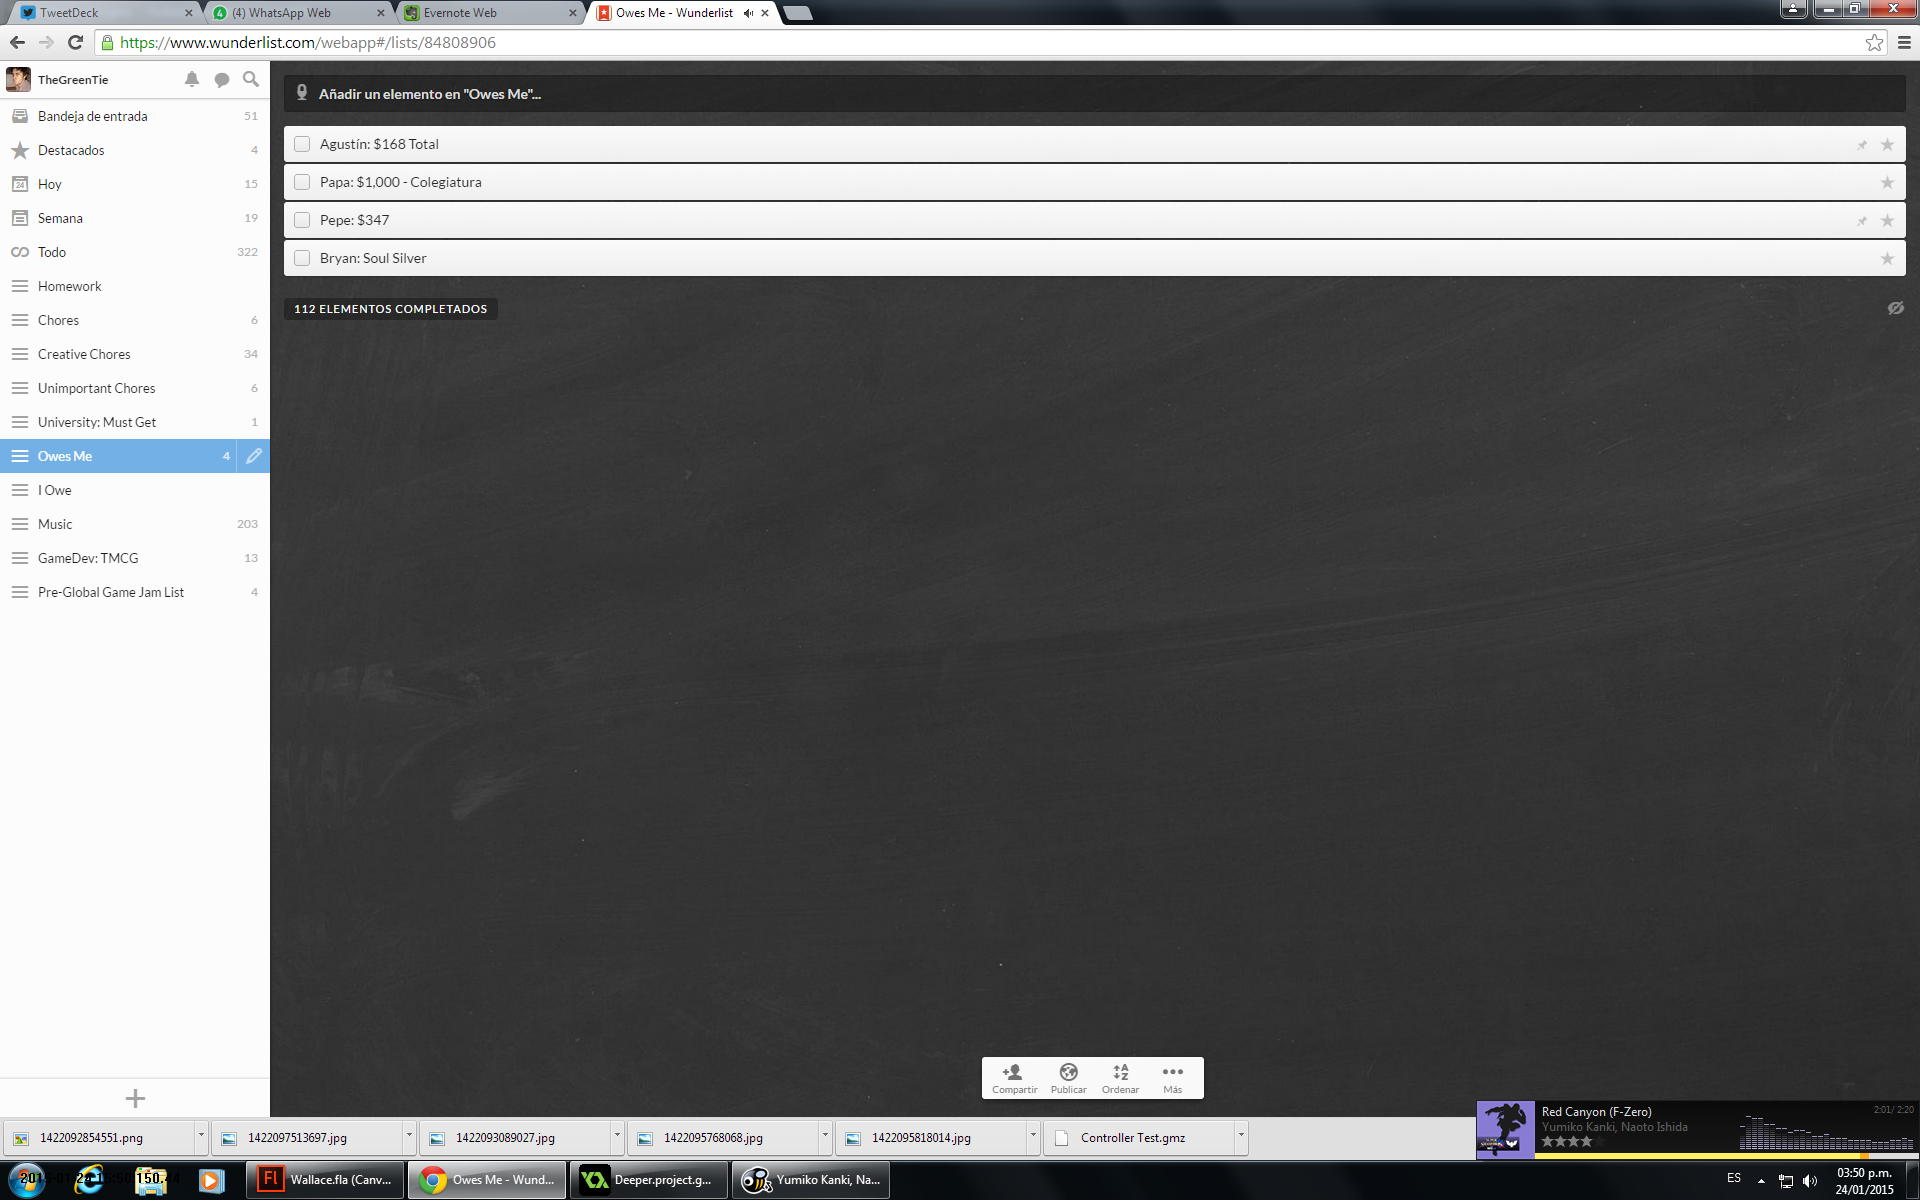 TweetDeck
(4) WhatsApp Web
Evernote Web
Owes Me - Wunderlist
https://www.wunderlist.com/webapp#/lists/84808906
TheGreenTie
Añadir un elemento en "Owes Me"...
Bandeja de entrada 51
Destacados 4
24 Hoy 15
Semana 19
Todo 322
Homework
Chores 6
Creative Chores 34
Unimportant Chores 6
University: Must Get 1
Owes Me 4
I Owe
Music 203
GameDev: TMCG 13
Pre-Global Game Jam List 4
Agustín: $168 Total
Papa: $1,000 - Colegiatura
Pepe: $347
Bryan: Soul Silver
112 ELEMENTOS COMPLETADOS
Compartir
Publicar
Ordenar
Más
1422092854551.png
1422097513697.jpg
1422093089027.jpg
1422095768068.jpg
1422095818014.jpg
Controller Test.gmz
Red Canyon (F-Zero)
2:01/ 2:20
Yumiko Kanki, Naoto Ishida
Wallace.fla (Canv...
Owes Me - Wund...
Deeper.project.g...
Yumiko Kanki, Na...
ES
03:50 p.m.
24/01/2015